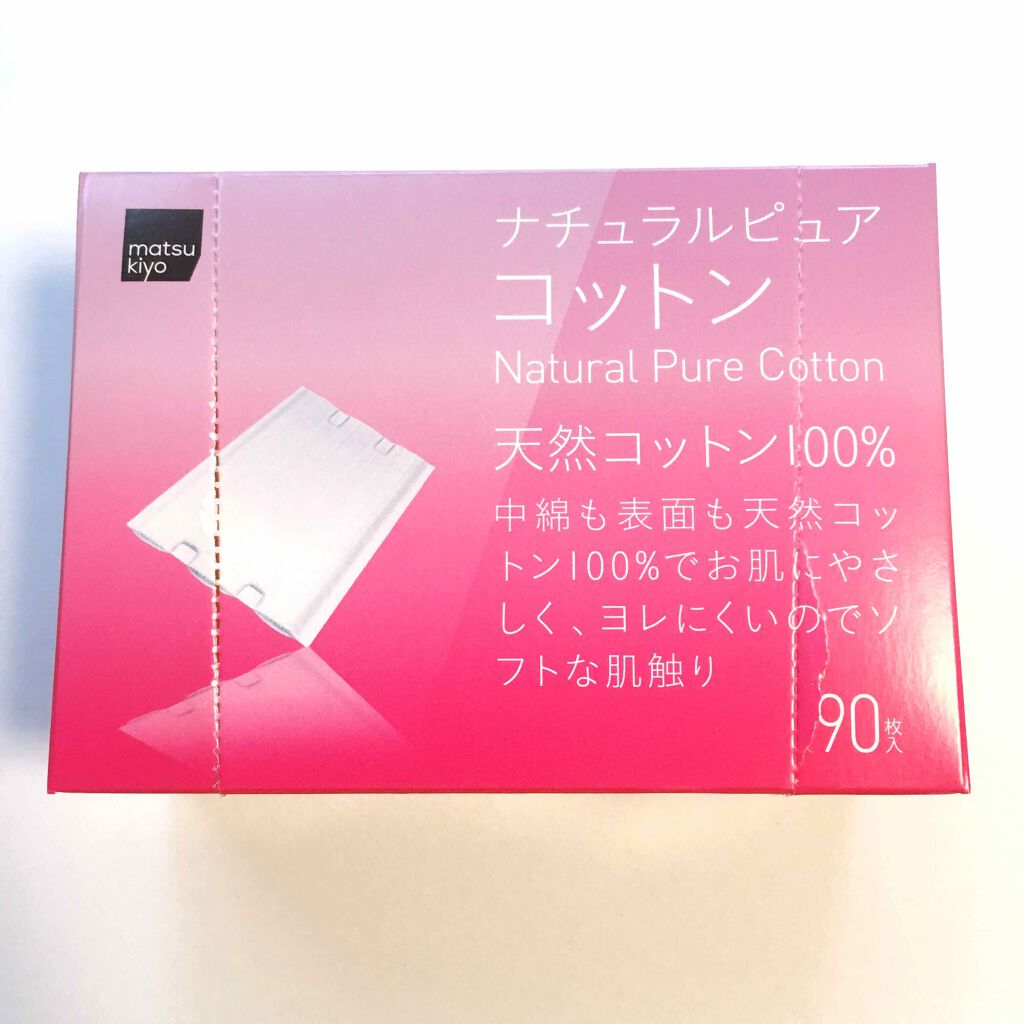 matsu
kiyo
ナチュラルピュア
コットン
Natural Pure Cotton
天然コットン100%
中綿も表面も天然コッ
トン100%でお肌にやさ
しく、ヨレにくいのでソ
フトな肌触り
90枚入